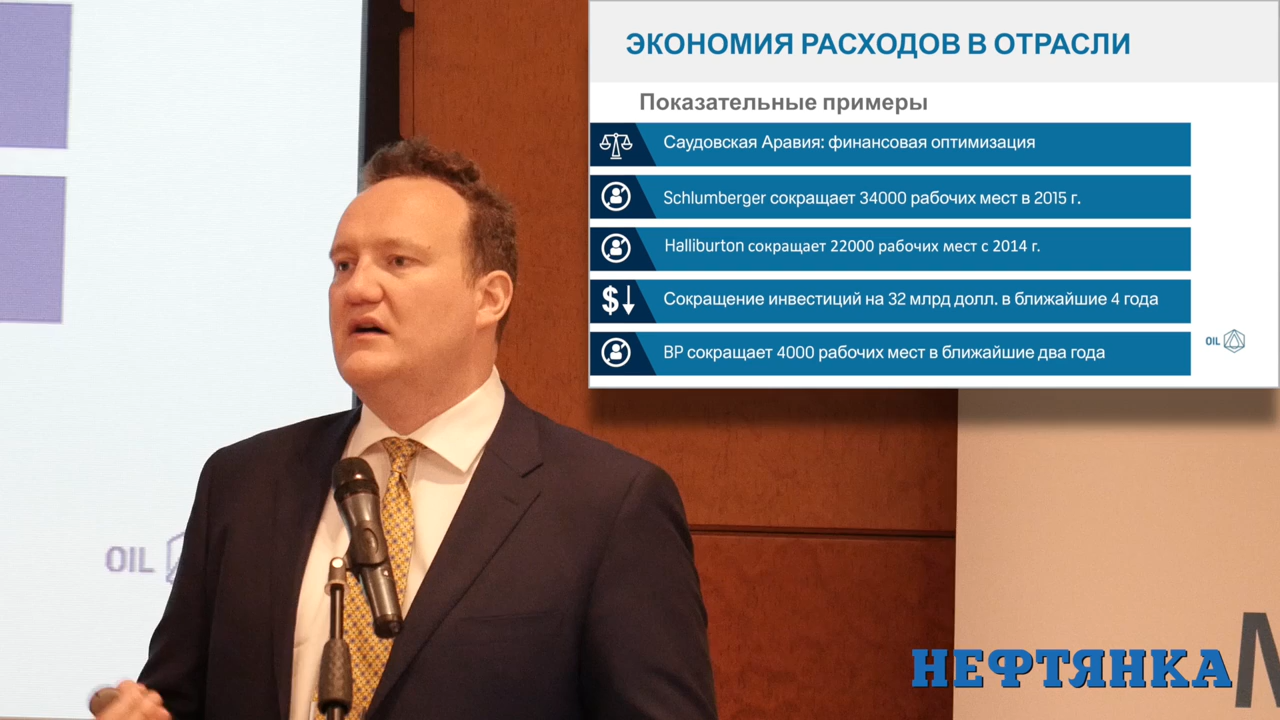 ЭКОНОМИЯ РАСХОДОВ В ОТРАСЛИ
Показательные примеры
Саудовская Аравия: финансовая оптимизация
Schlumberger сокращает 34000 рабочих мест в 2015 г.
Halliburton сокращает 22000 рабочих мест с 2014 г.
Сокращение инвестиций на 32 млрд долл. в ближайшие 4 года
BP сокращает 4000 рабочих мест в ближайшие два года
OIL
OIL
НЕФТЯНКА